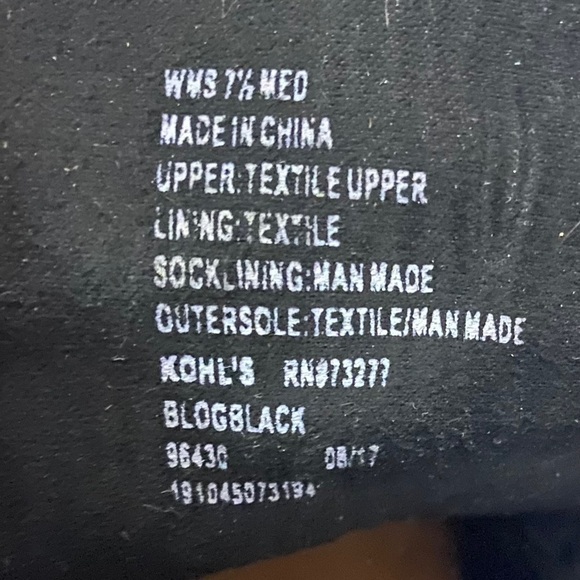 WMS 7½ MED
MADE IN CHINA
UPPER:TEXTILE UPPER
LINING:TEXTILE
SOCKLINING:MAN MADE
OUTERSOLE:TEXTILE/MAN MADE
KOHL'S RN#73277
BLOGBLACK
96430 08/17
191045073194